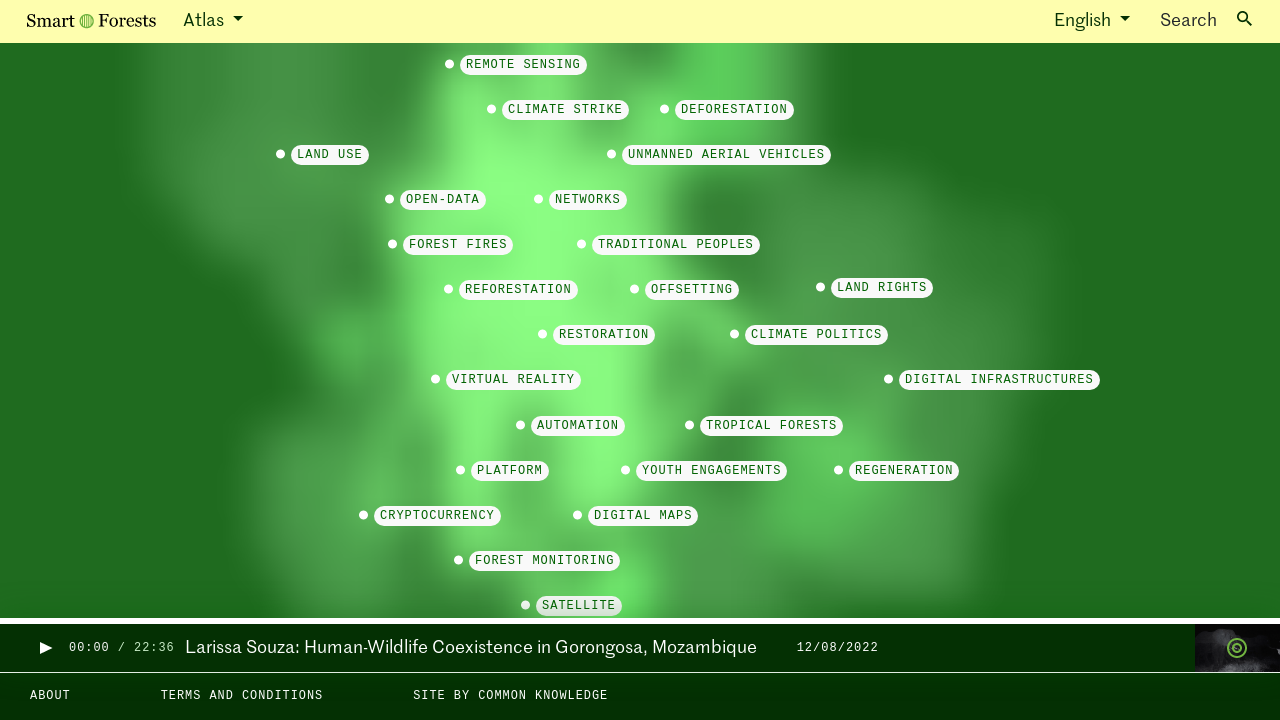 Smart Forests Atlas English Search
REMOTE SENSING
CLIMATE STRIKE DEFORESTATION
LAND USE UNMANNED AERIAL VEHICLES
OPEN-DATA NETWORKS
FOREST FIRES TRADITIONAL PEOPLES
REFORESTATION OFFSETTING LAND RIGHTS
RESTORATION CLIMATE POLITICS
VIRTUAL REALITY DIGITAL INFRASTRUCTURES
AUTOMATION TROPICAL FORESTS
PLATFORM YOUTH ENGAGEMENTS REGENERATION
CRYPTOCURRENCY DIGITAL MAPS
FOREST MONITORING
SATELLITE
00:00 / 22:36 Larissa Souza: Human-Wildlife Coexistence in Gorongosa, Mozambique 12/08/2022
ABOUT TERMS AND CONDITIONS SITE BY COMMON KNOWLEDGE